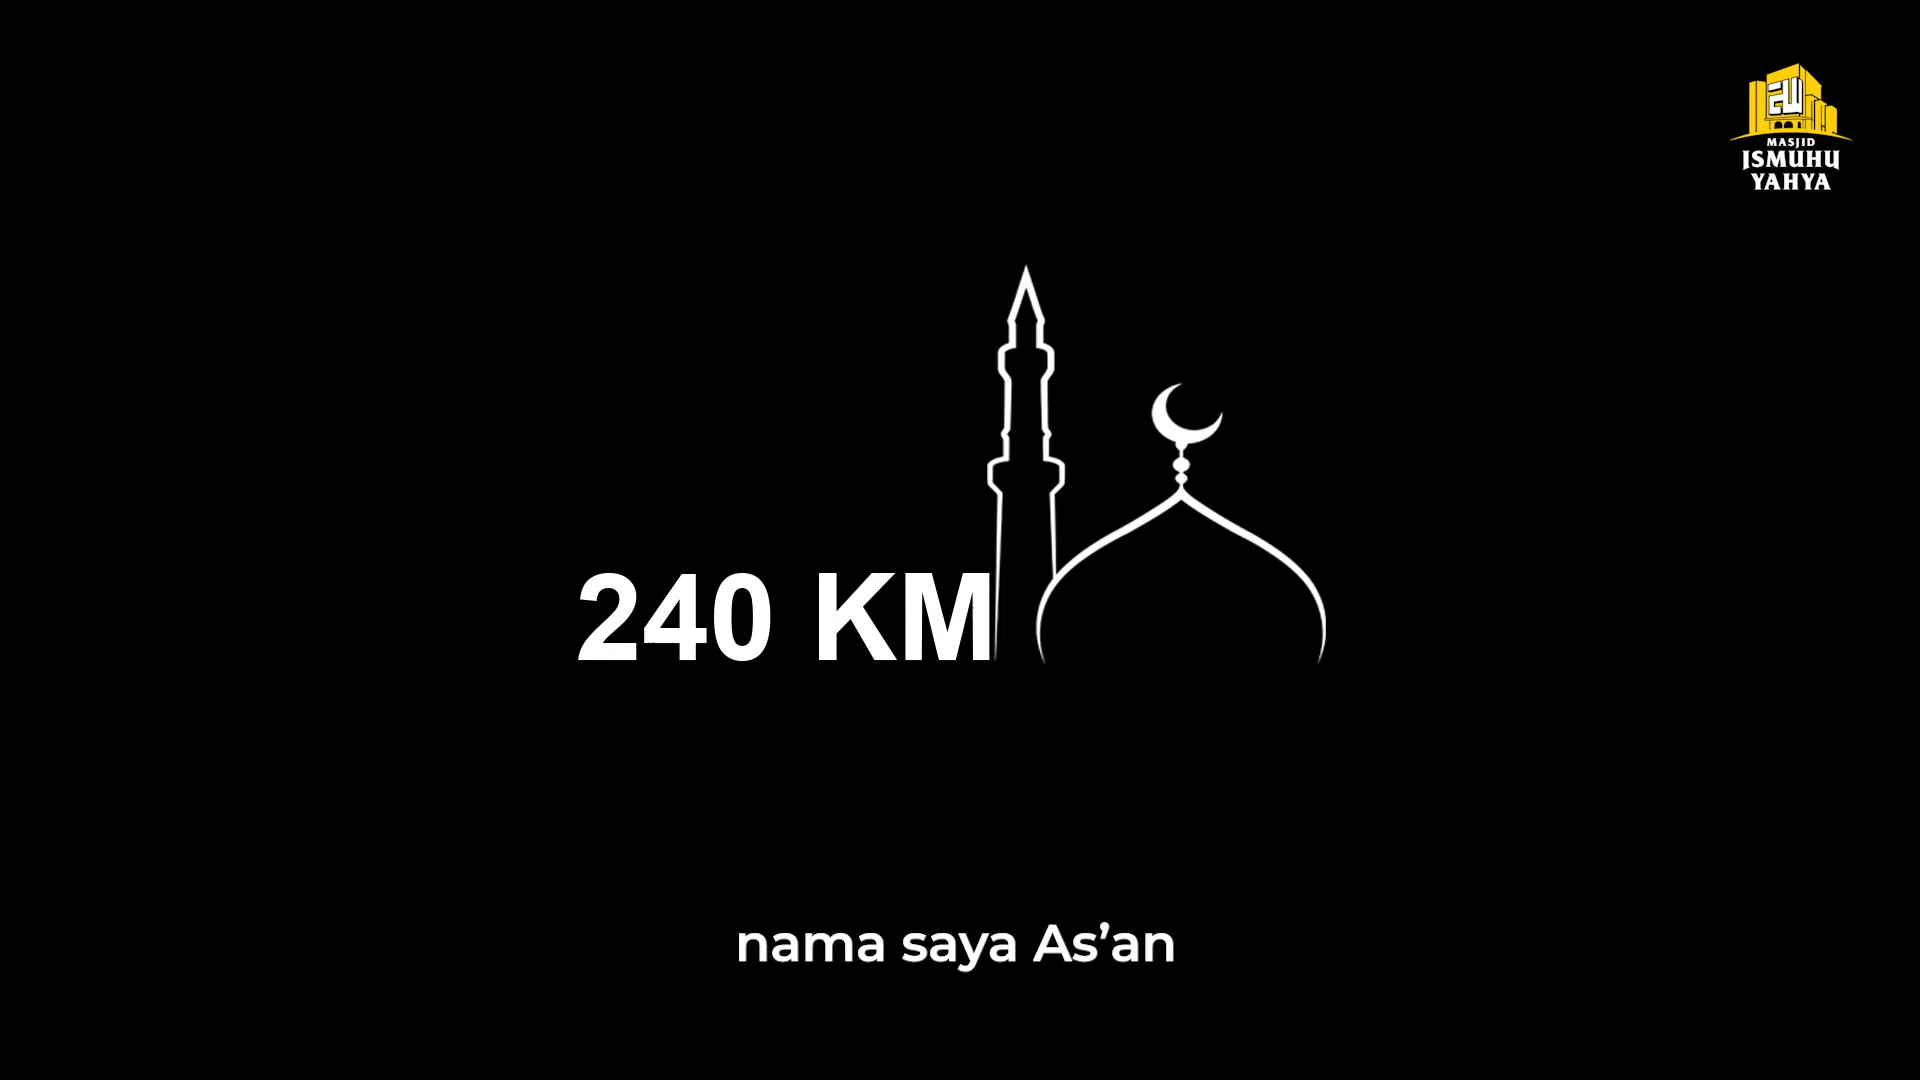 MASJID
ISMUHU
YAHYA
240 KM
nama saya As’an